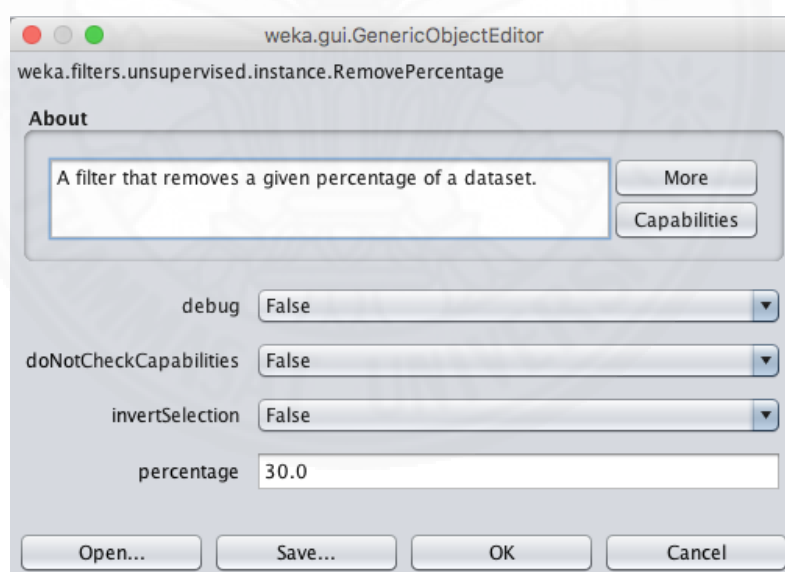 weka.gui.GenericObjectEditor
weka.filters.unsupervised.instance.RemovePercentage
About
A filter that removes a given percentage of a dataset.
More
Capabilities
debug False
doNotCheckCapabilities False
invertSelection False
percentage 30.0
Open... Save... OK Cancel